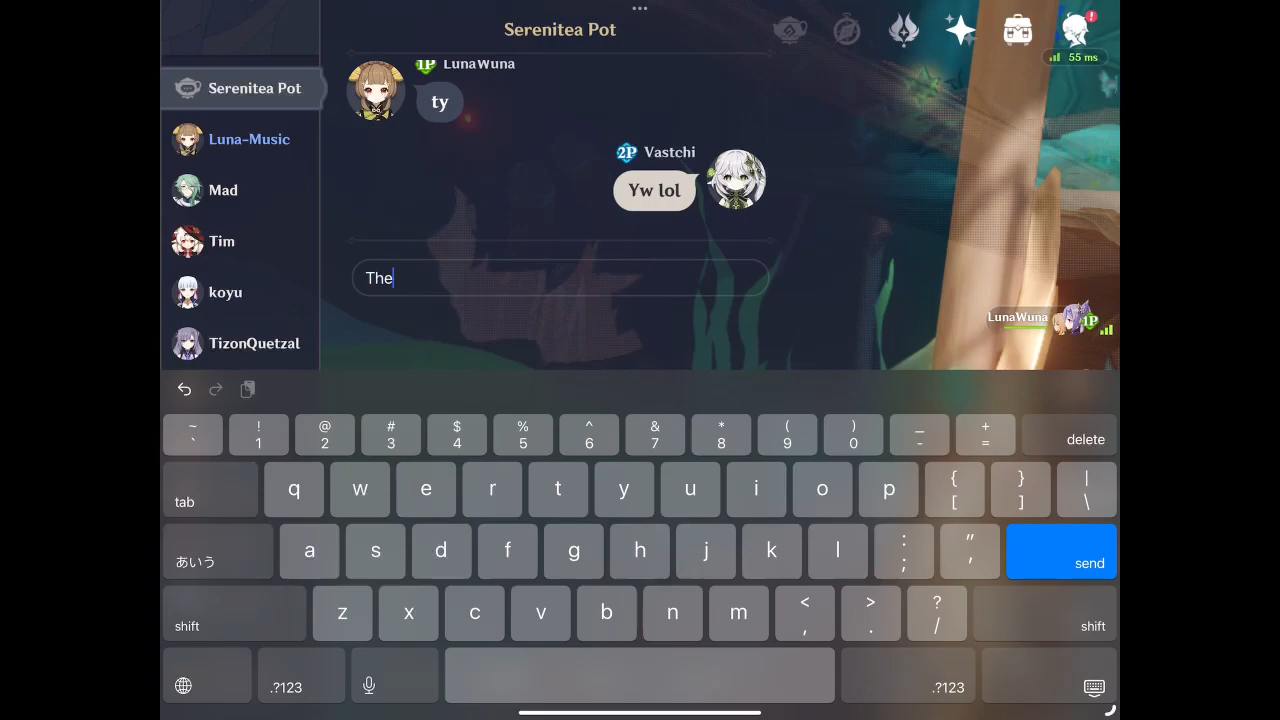 Serenitea Pot
55 ms
Serenitea Pot
Luna-Music
Mad
Tim
koyu
TizonQuetzal
1P LunaWuna
ty
2P Vastchi
Yw lol
The
LunaWuna 1P
~ ! @ # $ % ^ & * ( ) _ +
` 1 2 3 4 5 6 7 8 9 0 - = delete
tab q w e r t y u i o p { [ } ] | \
あいう a s d f g h j k l : ; " ' send
shift z x c v b n m < , > . ? / shift
.?123 .?123